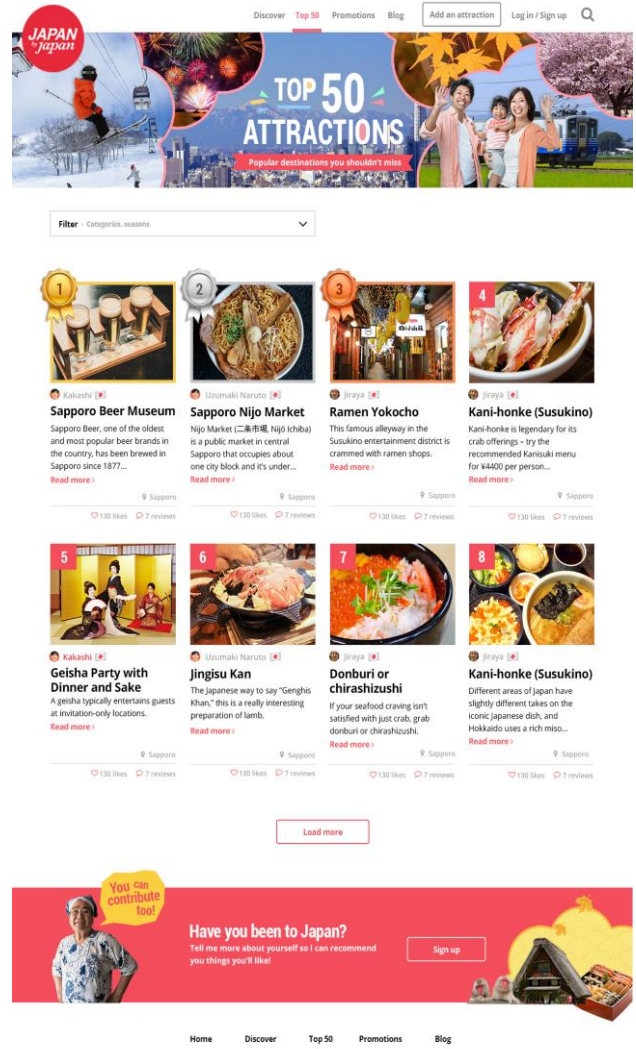 JAPAN
by Japan
Discover Top 50 Promotions Blog Add an attraction Log in / Sign up
TOP 50
ATTRACTIONS
Popular destinations you shouldn't miss
Filter - Categories, seasons
1
Kakashi
Sapporo Beer Museum
Sapporo Beer, one of the oldest
and most popular beer brands in
the country, has been brewed in
Sapporo since 1877...
Read more ›
Sapporo
130 likes 7 reviews
2
Uzumaki Naruto
Sapporo Nijo Market
Nijo Market (二条市場, Nijō Ichiba)
is a public market in central
Sapporo that occupies about
one city block and it's under...
Read more ›
Sapporo
130 likes 7 reviews
3
Jiraya
Ramen Yokocho
This famous alleyway in the
Susukino entertainment district is
crammed with ramen shops.
Read more ›
Sapporo
130 likes 7 reviews
4
Jiraya
Kani-honke (Susukino)
Kani-honke is legendary for its
crab offerings – try the
recommended Kanisuki menu
for ¥4400 per person...
Read more ›
Sapporo
130 likes 7 reviews
5
Kakashi
Geisha Party with
Dinner and Sake
A geisha typically entertains guests
at invitation-only locations.
Read more ›
Sapporo
130 likes 7 reviews
6
Uzumaki Naruto
Jingisu Kan
The Japanese way to say "Genghis
Khan," this is a really interesting
preparation of lamb.
Read more ›
Sapporo
130 likes 7 reviews
7
Jiraya
Donburi or
chirashizushi
If your seafood craving isn't
satisfied with just crab, grab
donburi or chirashizushi.
Read more ›
Sapporo
130 likes 7 reviews
8
Jiraya
Kani-honke (Susukino)
Different areas of Japan have
slightly different takes on the
iconic Japanese dish, and
Hokkaido uses a rich miso...
Read more ›
Sapporo
130 likes 7 reviews
Load more
You can
contribute
too!
Have you been to Japan?
Tell me more about yourself so I can recommend
you things you'll like!
Sign up
Home Discover Top 50 Promotions Blog